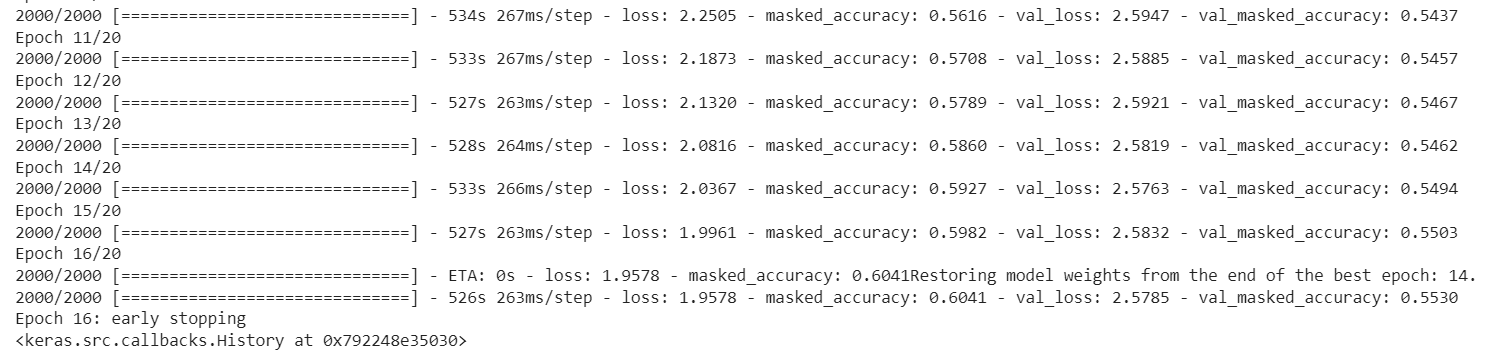 2000/2000 [==============================] - 534s 267ms/step - loss: 2.2505 - masked_accuracy: 0.5616 - val_loss: 2.5947 - val_masked_accuracy: 0.5437
Epoch 11/20
2000/2000 [==============================] - 533s 267ms/step - loss: 2.1873 - masked_accuracy: 0.5708 - val_loss: 2.5885 - val_masked_accuracy: 0.5457
Epoch 12/20
2000/2000 [==============================] - 527s 263ms/step - loss: 2.1320 - masked_accuracy: 0.5789 - val_loss: 2.5921 - val_masked_accuracy: 0.5467
Epoch 13/20
2000/2000 [==============================] - 528s 264ms/step - loss: 2.0816 - masked_accuracy: 0.5860 - val_loss: 2.5819 - val_masked_accuracy: 0.5462
Epoch 14/20
2000/2000 [==============================] - 533s 266ms/step - loss: 2.0367 - masked_accuracy: 0.5927 - val_loss: 2.5763 - val_masked_accuracy: 0.5494
Epoch 15/20
2000/2000 [==============================] - 527s 263ms/step - loss: 1.9961 - masked_accuracy: 0.5982 - val_loss: 2.5832 - val_masked_accuracy: 0.5503
Epoch 16/20
2000/2000 [==============================] - ETA: 0s - loss: 1.9578 - masked_accuracy: 0.6041Restoring model weights from the end of the best epoch: 14.
2000/2000 [==============================] - 526s 263ms/step - loss: 1.9578 - masked_accuracy: 0.6041 - val_loss: 2.5785 - val_masked_accuracy: 0.5530
Epoch 16: early stopping
<keras.src.callbacks.History at 0x792248e35030>